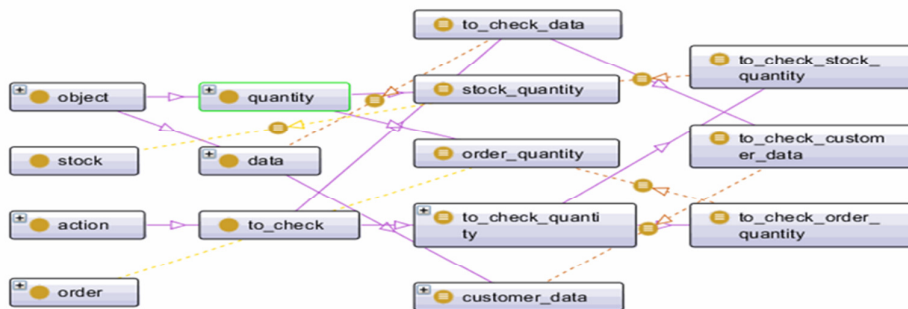 to_check_data
to_check_stock_
quantity
object
quantity
stock_quantity
stock
data
order_quantity
to_check_custom
er_data
action
to_check
to_check_quanti
ty
to_check_order_
quantity
order
customer_data